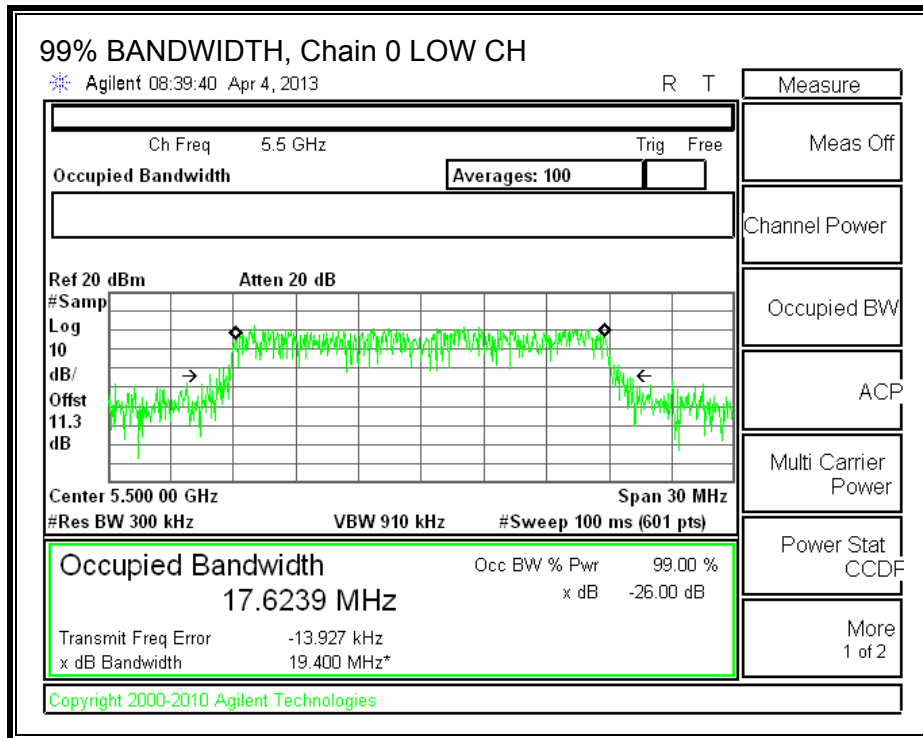 99% BANDWIDTH, Chain 0 LOW CH
Agilent 08:39:40 Apr 4, 2013 R T
Measure
Ch Freq 5.5 GHz Trig Free
Occupied Bandwidth Averages: 100
Meas Off
Channel Power
Occupied BW
ACP
Multi Carrier
Power
Power Stat
CCDF
More
1 of 2
Ref 20 dBm Atten 20 dB
#Samp
Log
10
dB/
Offst
11.3
dB
Center 5.500 00 GHz Span 30 MHz
#Res BW 300 kHz VBW 910 kHz #Sweep 100 ms (601 pts)
Occupied Bandwidth Occ BW % Pwr 99.00 %
17.6239 MHz x dB -26.00 dB
Transmit Freq Error -13.927 kHz
x dB Bandwidth 19.400 MHz*
Copyright 2000-2010 Agilent Technologies